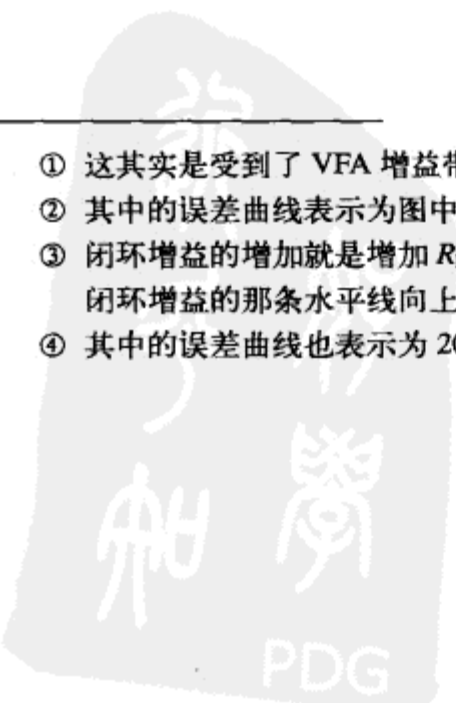 ① 这其实是受到了 VFA 增益带
② 其中的误差曲线表示为图中
③ 闭环增益的增加就是增加 R
闭环增益的那条水平线向上
④ 其中的误差曲线也表示为 20
PDG